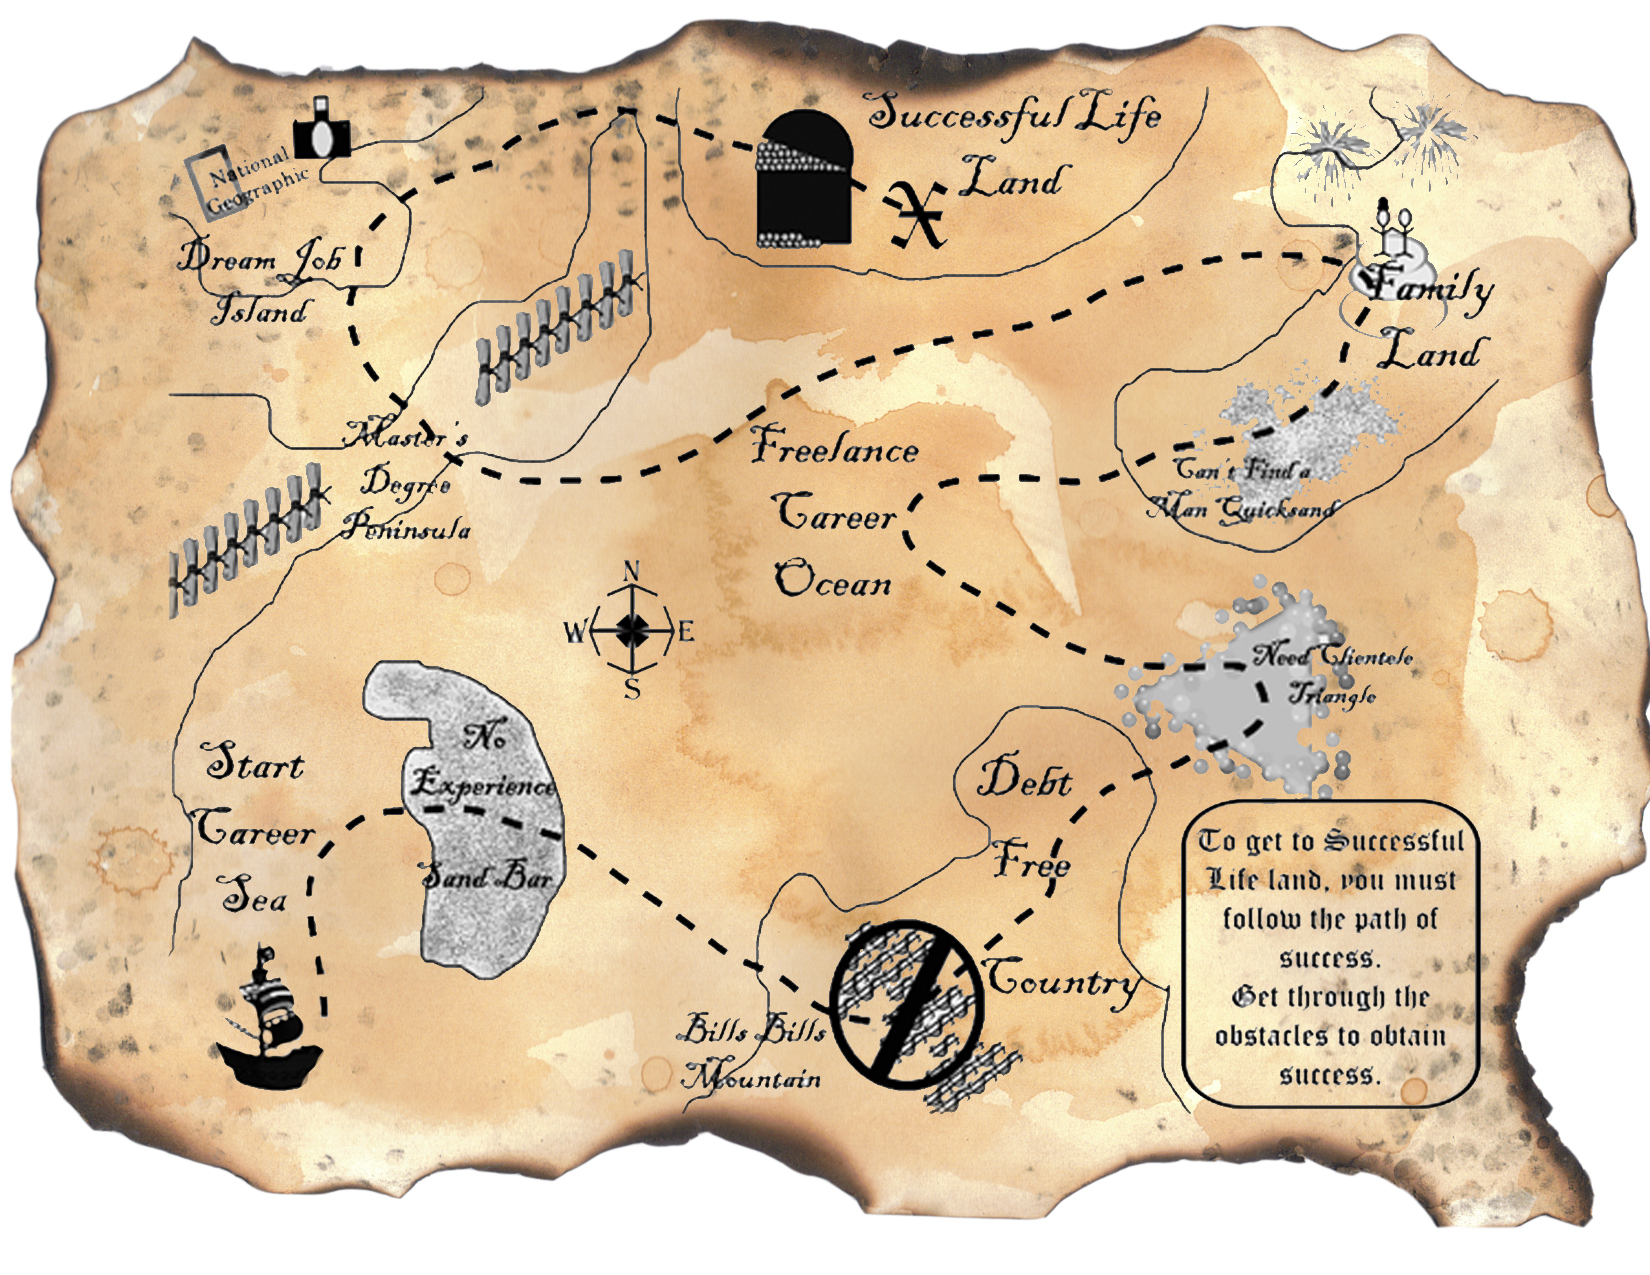 Successful Life
Land
National
Geographic
Dream Job
Island
Family
Land
Master's
Degree
Peninsula
Freelance
Career
Ocean
Can't Find a
Man Quicksand
N
W E
S
Need Clientele
Triangle
No
Experience
Sand Bar
Start
Career
Sea
Debt
Free
Country
Bills Bills
Mountain
To get to Successful
Life land, you must
follow the path of
success.
Get through the
obstacles to obtain
success.